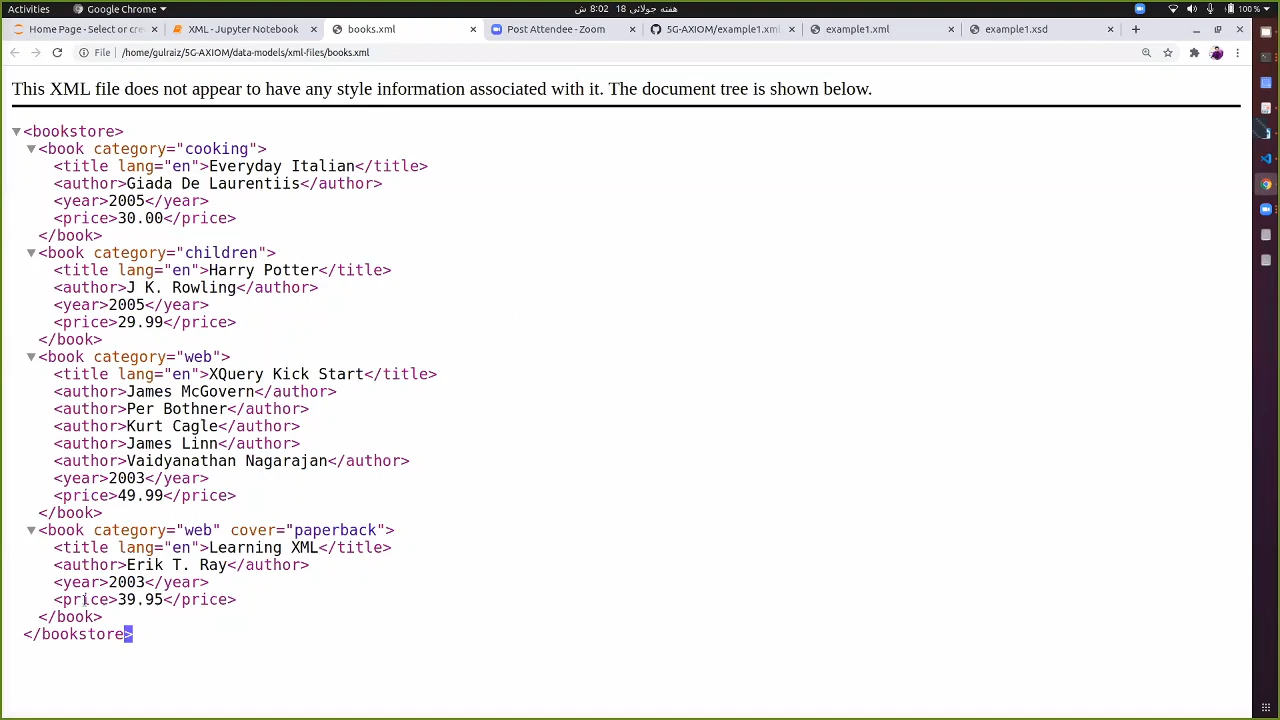 Activities
Google Chrome
هفته جولائی 18  8:02 ش
100 %
Home Page - Select or cre
XML - Jupyter Notebook
books.xml
Post Attendee - Zoom
5G-AXIOM/example1.xml
example1.xml
example1.xsd
File | /home/gulraiz/5G-AXIOM/data-models/xml-files/books.xml
This XML file does not appear to have any style information associated with it. The document tree is shown below.
<bookstore>
<book category="cooking">
<title lang="en">Everyday Italian</title>
<author>Giada De Laurentiis</author>
<year>2005</year>
<price>30.00</price>
</book>
<book category="children">
<title lang="en">Harry Potter</title>
<author>J K. Rowling</author>
<year>2005</year>
<price>29.99</price>
</book>
<book category="web">
<title lang="en">XQuery Kick Start</title>
<author>James McGovern</author>
<author>Per Bothner</author>
<author>Kurt Cagle</author>
<author>James Linn</author>
<author>Vaidyanathan Nagarajan</author>
<year>2003</year>
<price>49.99</price>
</book>
<book category="web" cover="paperback">
<title lang="en">Learning XML</title>
<author>Erik T. Ray</author>
<year>2003</year>
<price>39.95</price>
</book>
</bookstore>